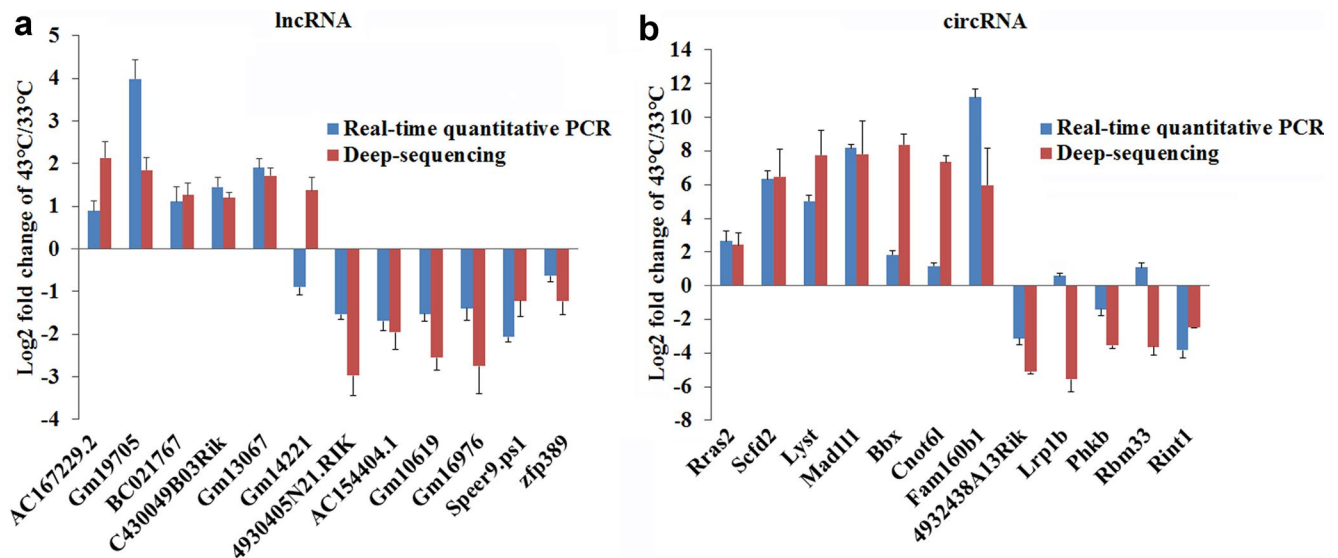 a
lncRNA
Log2 fold change of 43°C/33°C
5
4
3
2
1
0
-1
-2
-3
-4
Real-time quantitative PCR
Deep-sequencing
AC167229.2
Gm19705
BC021767
C430049B03Rik
Gm13067
Gm14221
4930405N21.RIK
AC154404.1
Gm10619
Gm16976
Speer9.ps1
zfp389
b
circRNA
Log2 fold change of 43°C/33°C
14
12
10
8
6
4
2
0
-2
-4
-6
-8
Real-time quantitative PCR
Deep-sequencing
Rras2
Scfd2
Lyst
Mad1l1
Bbx
Cnot6l
Fam160b1
4932438A13Rik
Lrp1b
Phkb
Rbm33
Rint1